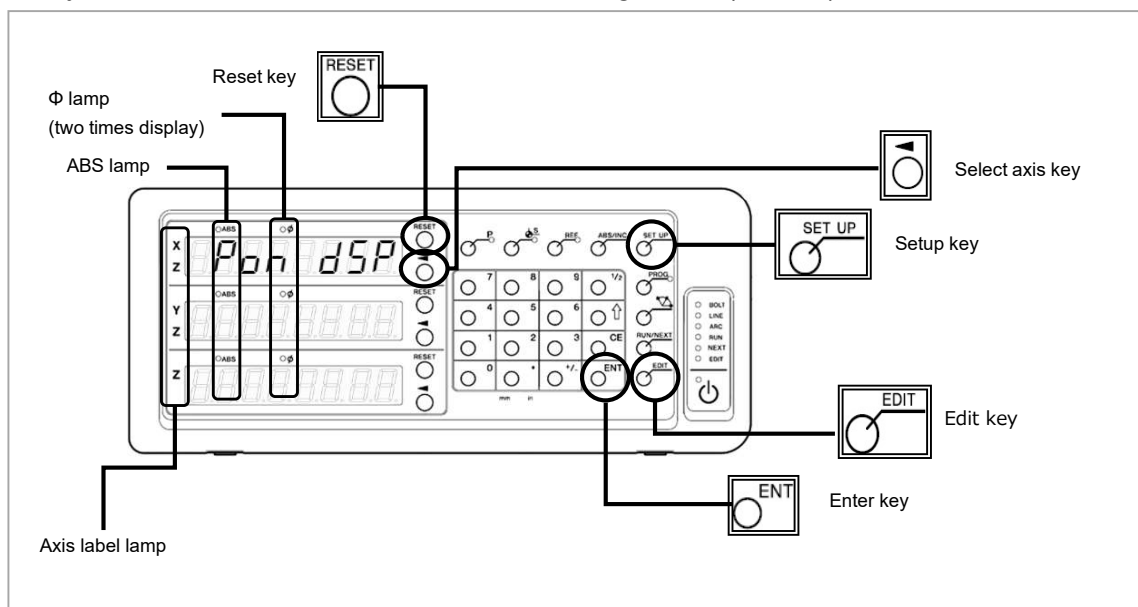 Reset key
RESET
Φ lamp
(two times display)
ABS lamp
Select axis key
SET UP
Setup key
X
Z
ABS
Φ
Pon dSP
RESET
P
S
REF
ABS/INC
SET UP
Y
Z
ABS
Φ
RESET
Z
ABS
Φ
RESET
7
8
9
1/2
PROG
4
5
6
1
2
3
CE
RUN/NEXT
0
•
+/-
ENT
EDIT
mm
in
BOLT
LINE
ARC
RUN
NEXT
EDIT
EDIT
Edit key
ENT
Enter key
Axis label lamp